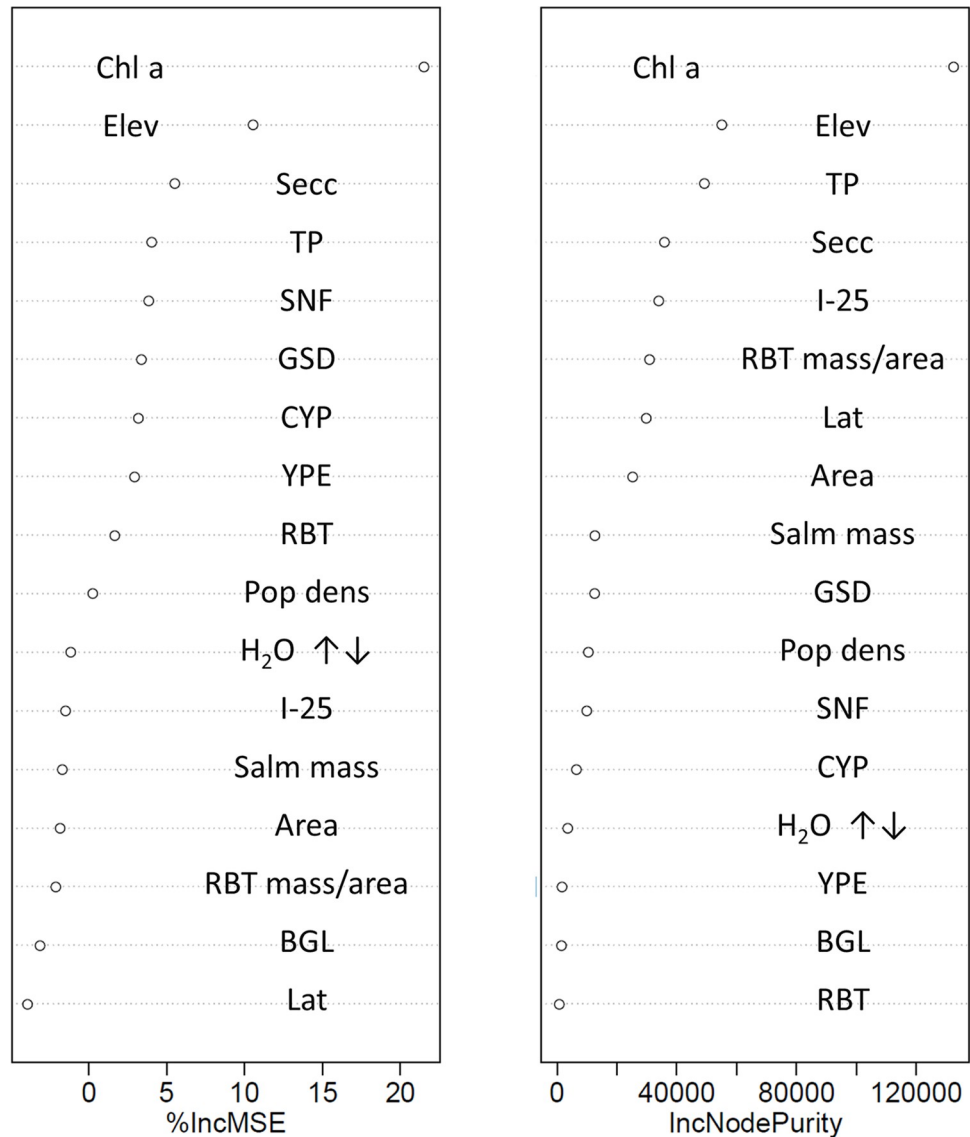 Chl a
Elev
Secc
TP
SNF
GSD
CYP
YPE
RBT
Pop dens
H₂O ↑↓
I-25
Salm mass
Area
RBT mass/area
BGL
Lat
0 5 10 15 20
%IncMSE
Chl a
Elev
TP
Secc
I-25
RBT mass/area
Lat
Area
Salm mass
GSD
Pop dens
SNF
CYP
H₂O ↑↓
YPE
BGL
RBT
0 40000 80000 120000
IncNodePurity